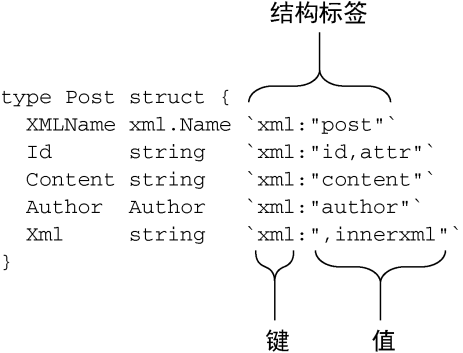 结构标签
type Post struct {
  XMLName xml.Name `xml:"post"`
  Id      string   `xml:"id,attr"`
  Content string   `xml:"content"`
  Author  Author   `xml:"author"`
  Xml     string   `xml:",innerxml"`
}
键 值